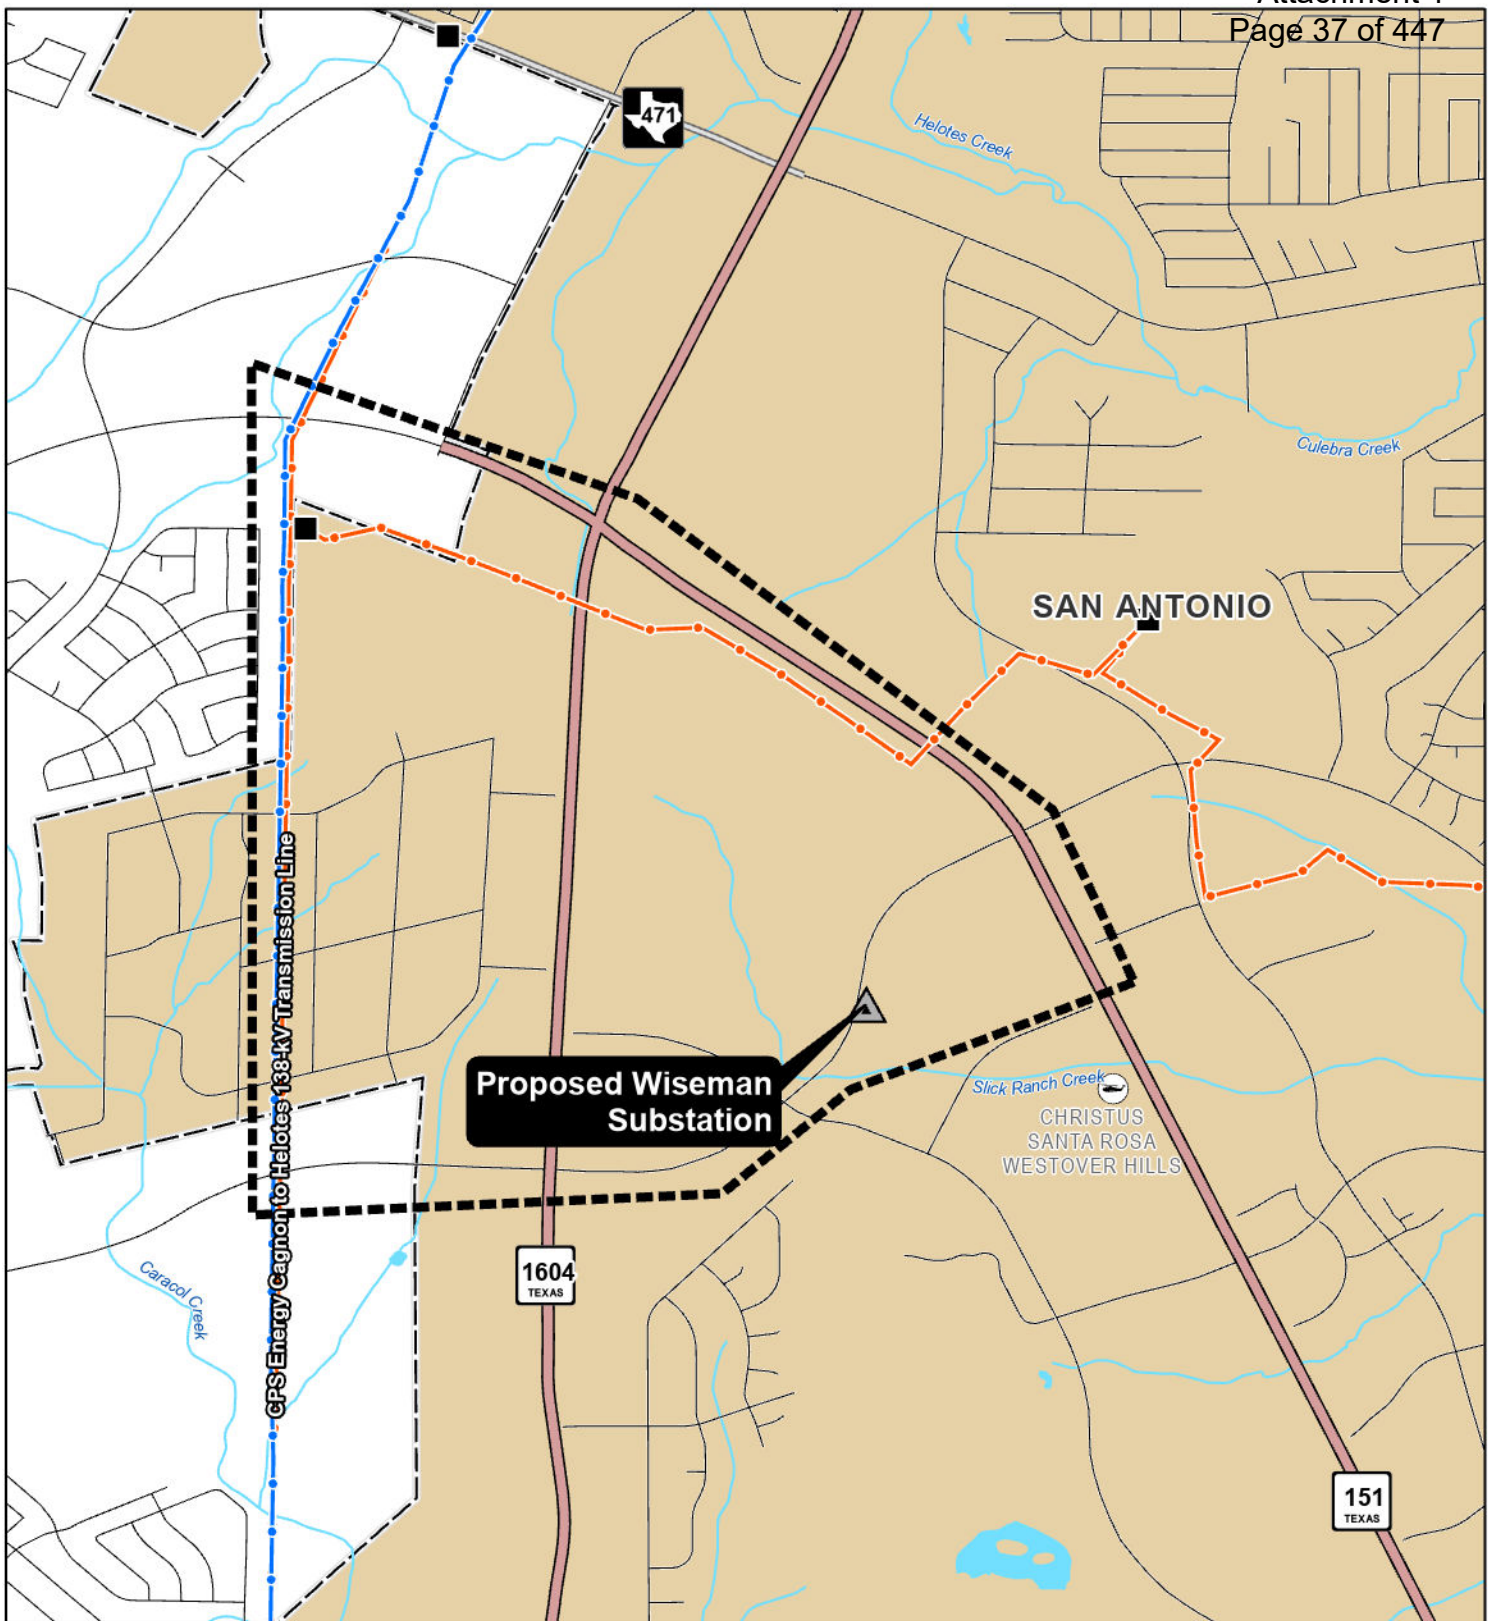 Page 37 of 447
471
Helotes Creek
Culebra Creek
SAN ANTONIO
CPS Energy Cagnon to Helotes 138-kV Transmission Line
Proposed Wiseman
Substation
Slick Ranch Creek
CHRISTUS
SANTA ROSA
WESTOVER HILLS
1604
TEXAS
Caracol Creek
151
TEXAS